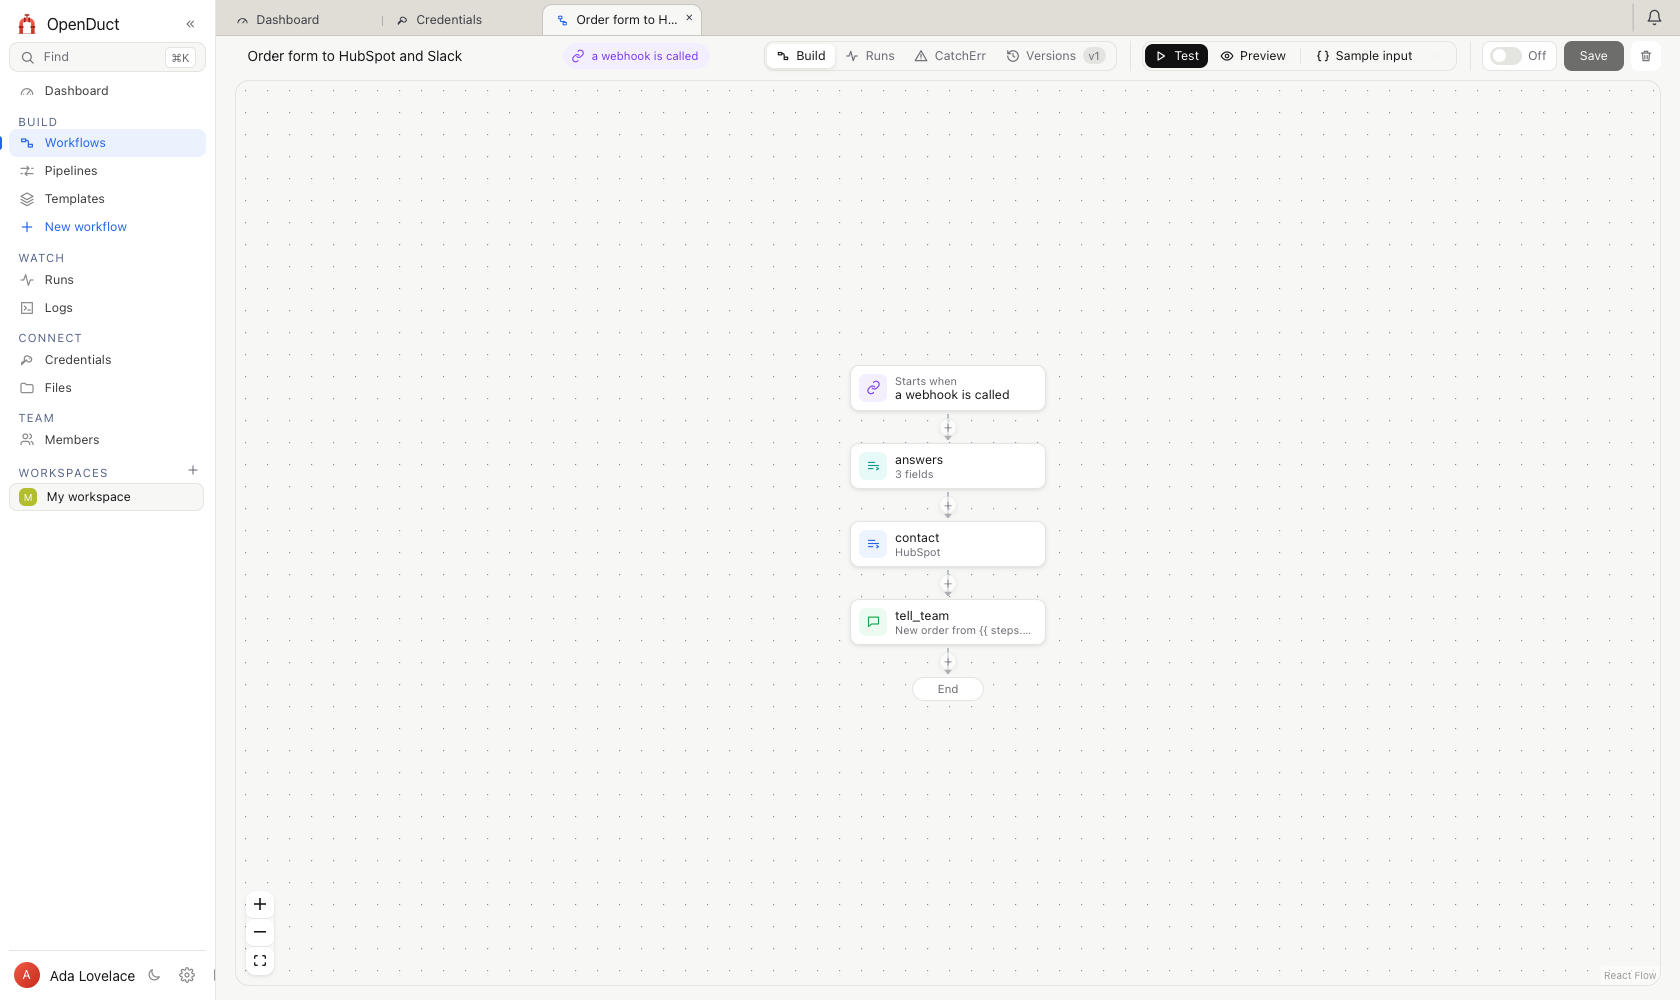 OpenDuct
Find
⌘K
Dashboard
BUILD
Workflows
Pipelines
Templates
New workflow
WATCH
Runs
Logs
CONNECT
Credentials
Files
TEAM
Members
WORKSPACES
M
My workspace
A
Ada Lovelace
Dashboard
Credentials
Order form to H...
Order form to HubSpot and Slack
a webhook is called
Build
Runs
CatchErr
Versions v1
Test
Preview
Sample input
Off
Save
Starts when
a webhook is called
answers
3 fields
contact
HubSpot
tell_team
New order from {{ steps....
End
React Flow